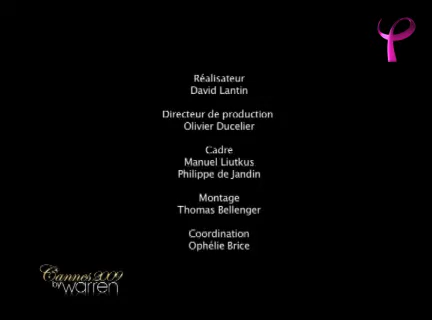 Réalisateur
David Lantin
Directeur de production
Olivier Ducelier
Cadre
Manuel Liutkus
Philippe de Jandin
Montage
Thomas Bellenger
Coordination
Ophélie Brice
Cannes 2009
by warren